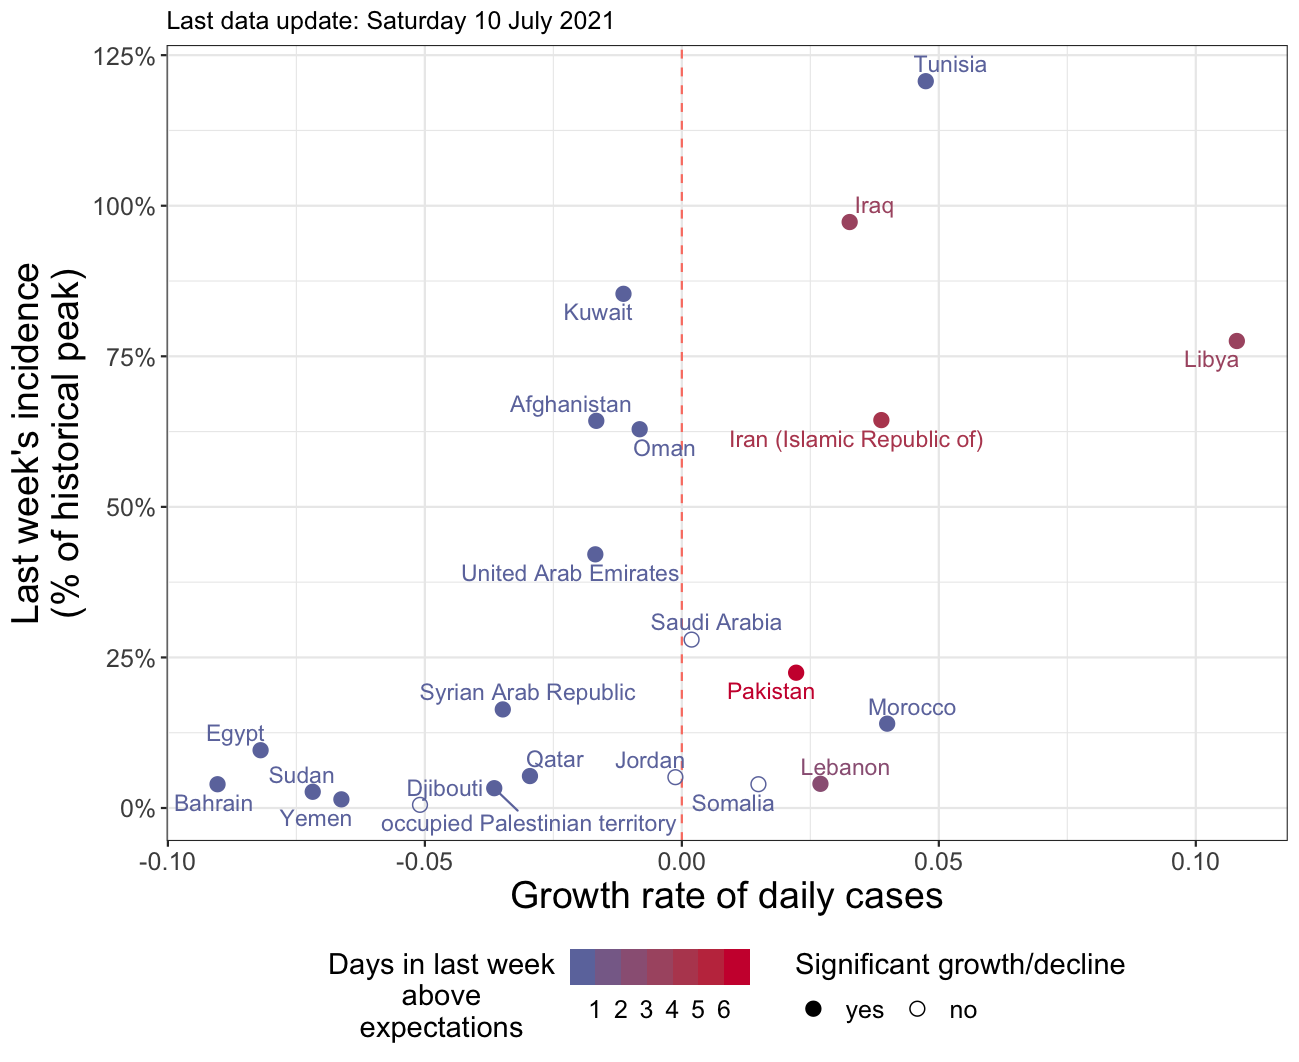 Last data update: Saturday 10 July 2021
125%
100%
75%
50%
25%
0%
Last week's incidence
(% of historical peak)
Tunisia
Iraq
Kuwait
Libya
Afghanistan
Iran (Islamic Republic of)
Oman
United Arab Emirates
Saudi Arabia
Syrian Arab Republic
Pakistan
Morocco
Egypt
Qatar
Jordan
Lebanon
Sudan
Djibouti
Bahrain
Somalia
Yemen
occupied Palestinian territory
-0.10
-0.05
0.00
0.05
0.10
Growth rate of daily cases
Days in last week
above
expectations
1 2 3 4 5 6
Significant growth/decline
yes
no